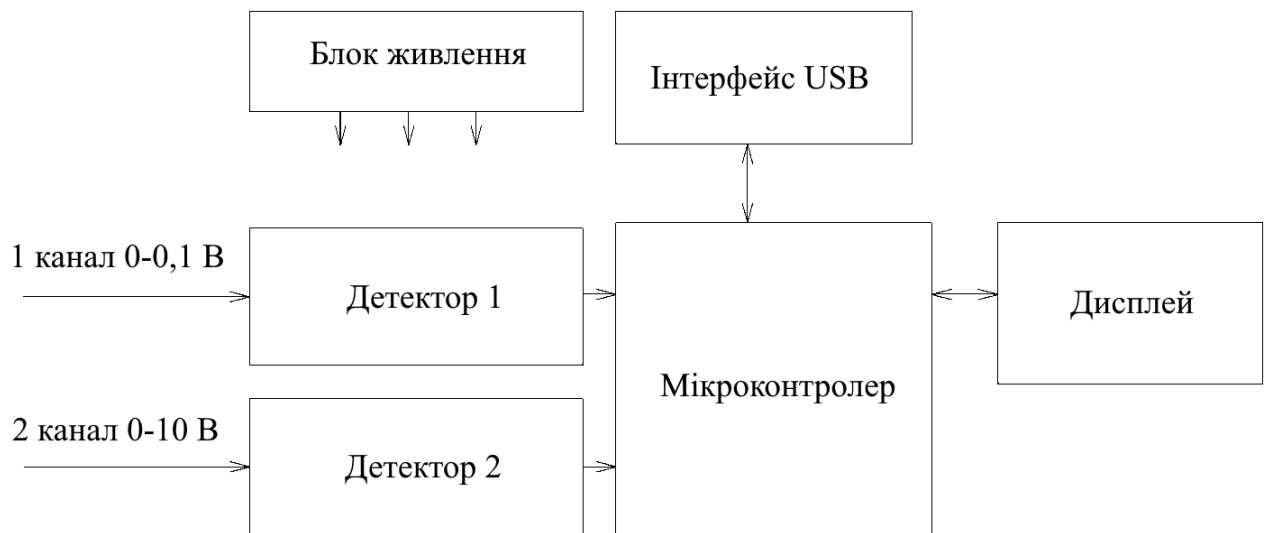 Блок живлення
Інтерфейс USB
1 канал 0-0,1 В
Детектор 1
Дисплей
Мікроконтролер
2 канал 0-10 В
Детектор 2